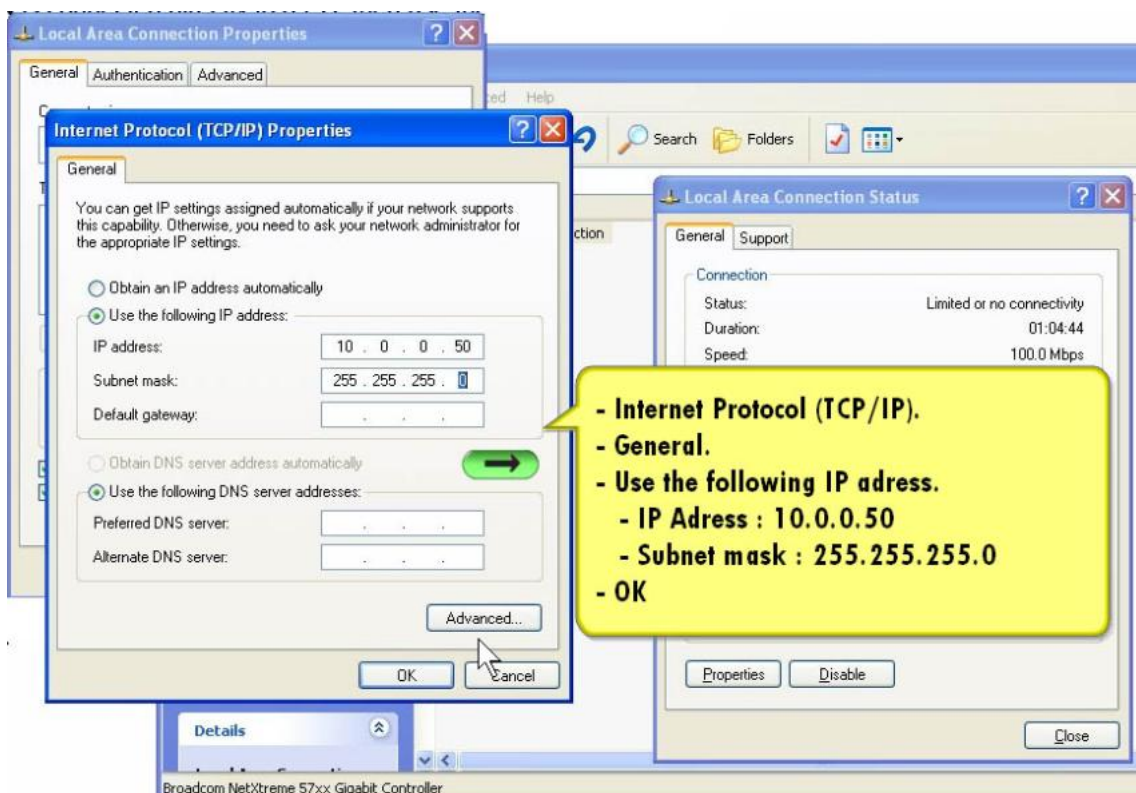 Local Area Connection Properties
General Authentication Advanced
Internet Protocol (TCP/IP) Properties
General
You can get IP settings assigned automatically if your network supports
this capability. Otherwise, you need to ask your network administrator for
the appropriate IP settings.
Obtain an IP address automatically
Use the following IP address:
IP address: 10 . 0 . 0 . 50
Subnet mask: 255 . 255 . 255 . 0
Default gateway: . . .
Obtain DNS server address automatically
Use the following DNS server addresses:
Preferred DNS server: . . .
Alternate DNS server: . . .
Advanced...
OK Cancel
Help
Search Folders
Local Area Connection Status
General Support
Connection
Status: Limited or no connectivity
Duration: 01:04:44
Speed: 100.0 Mbps
- Internet Protocol (TCP/IP).
- General.
- Use the following IP adress.
- IP Adress : 10.0.0.50
- Subnet mask : 255.255.255.0
- OK
Properties Disable
Close
Details
Broadcom NetXtreme 57xx Gigabit Controller